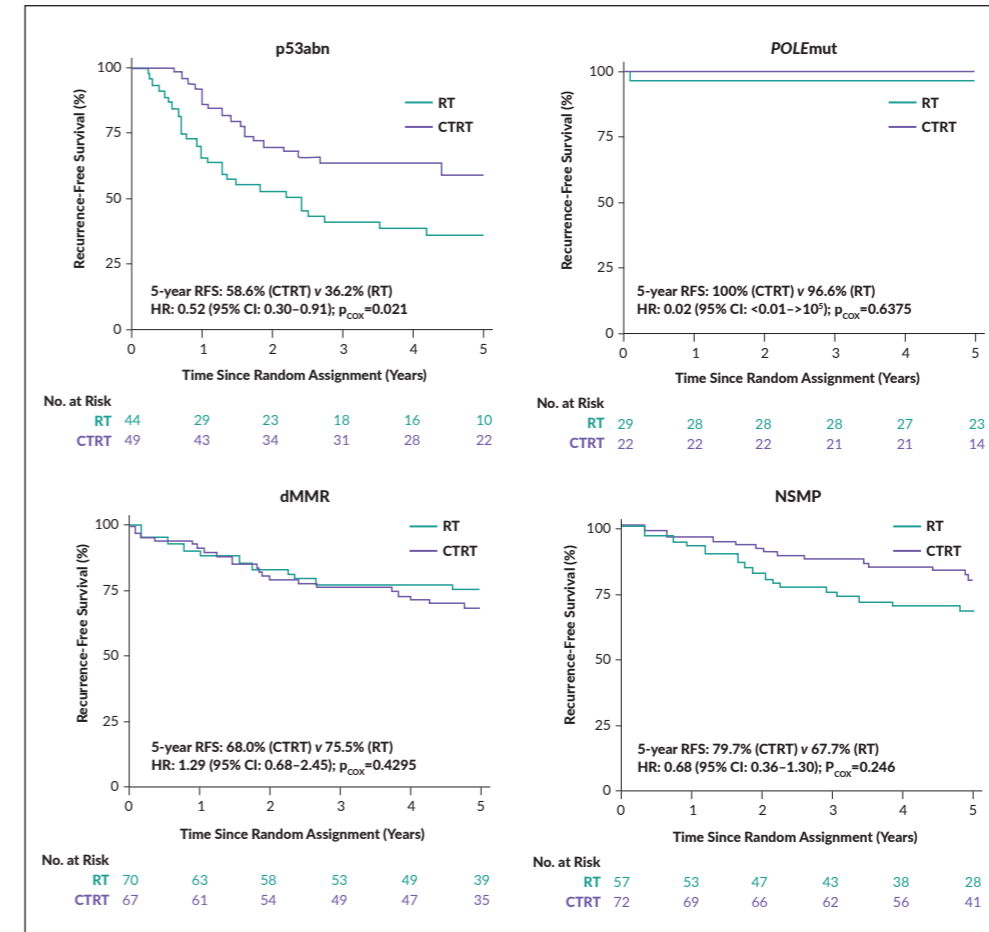 p53abn
Recurrence-Free Survival (%)
100
75
50
25
0
RT
CTRT
5-year RFS: 58.6% (CTRT) v 36.2% (RT)
HR: 0.52 (95% CI: 0.30–0.91); pCOX=0.021
0 1 2 3 4 5
Time Since Random Assignment (Years)
No. at Risk
RT 44 29 23 18 16 10
CTRT 49 43 34 31 28 22
POLEmut
Recurrence-Free Survival (%)
100
75
50
25
0
RT
CTRT
5-year RFS: 100% (CTRT) v 96.6% (RT)
HR: 0.02 (95% CI: <0.01–>10⁵); pCOX=0.6375
0 1 2 3 4 5
Time Since Random Assignment (Years)
No. at Risk
RT 29 28 28 28 27 23
CTRT 22 22 22 21 21 14
dMMR
Recurrence-Free Survival (%)
100
75
50
25
0
RT
CTRT
5-year RFS: 68.0% (CTRT) v 75.5% (RT)
HR: 1.29 (95% CI: 0.68–2.45); pCOX=0.4295
0 1 2 3 4 5
Time Since Random Assignment (Years)
No. at Risk
RT 70 63 58 53 49 39
CTRT 67 61 54 49 47 35
NSMP
Recurrence-Free Survival (%)
100
75
50
25
0
RT
CTRT
5-year RFS: 79.7% (CTRT) v 67.7% (RT)
HR: 0.68 (95% CI: 0.36–1.30); PCOX=0.246
0 1 2 3 4 5
Time Since Random Assignment (Years)
No. at Risk
RT 57 53 47 43 38 28
CTRT 72 69 66 62 56 41